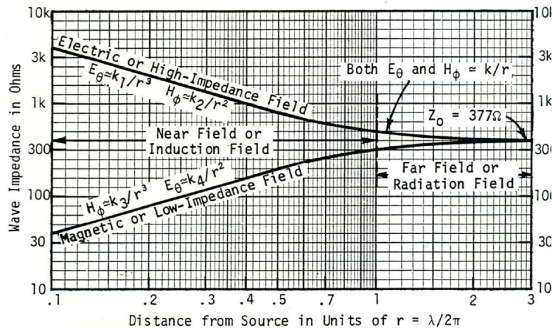 10k
3k
1k
300
100
30
10
Wave Impedance in Ohms
Electric or High-Impedance Field
Eθ≃k1/r³ Hφ≃k2/r²
Both Eθ and Hφ ≃ k/r
Z0 = 377Ω
Near Field or
Induction Field
Far Field or
Radiation Field
Hφ≃k3/r³ Eθ≃k4/r²
Magnetic or Low-Impedance Field
10k
3k
1k
300
100
30
10
.1 .2 .3 .4 .5 .7 1 2 3
Distance from Source in Units of r = λ/2π